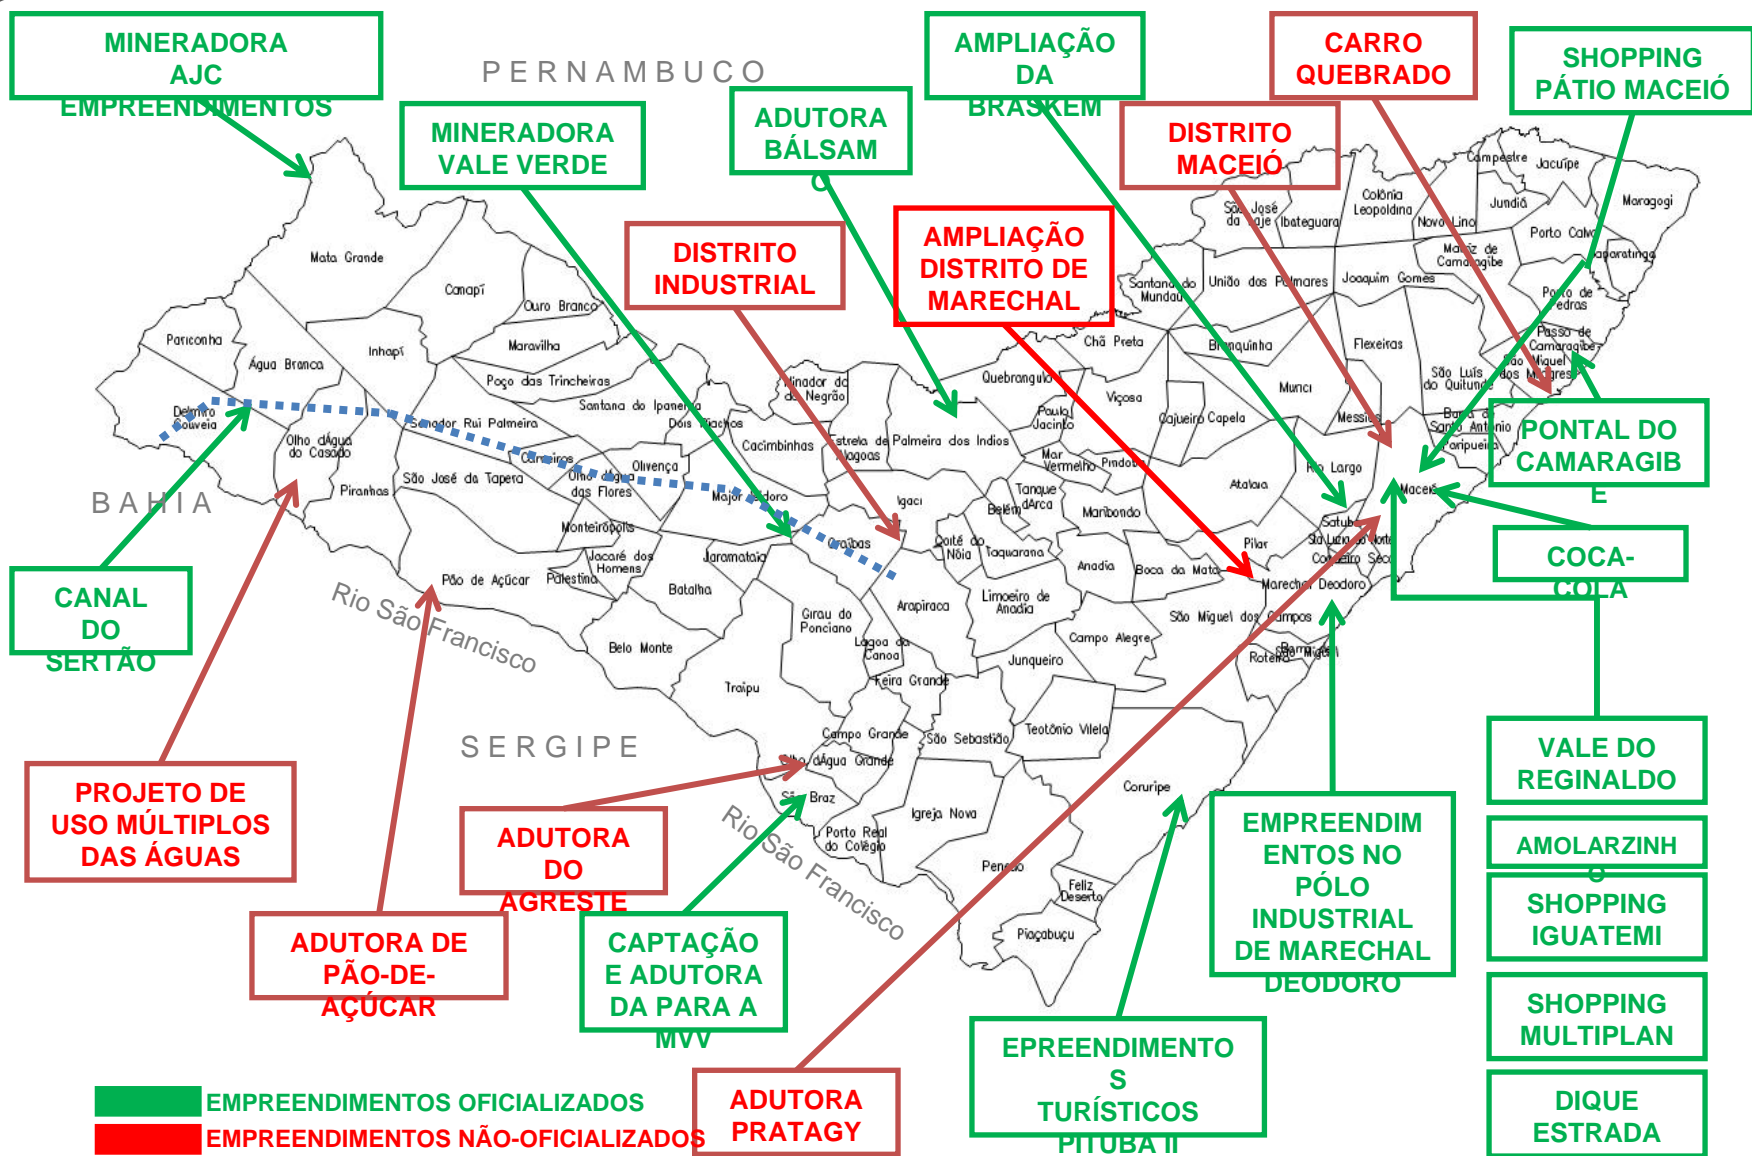 MINERADORA
AJC
EMPREENDIMENTOS
PERNAMBUCO
MINERADORA
VALE VERDE
ADUTORA
BÁLSAM
O
AMPLIAÇÃO
DA
BRASKEM
CARRO
QUEBRADO
SHOPPING
PÁTIO MACEIÓ
DISTRITO
MACEIÓ
DISTRITO
INDUSTRIAL
AMPLIAÇÃO
DISTRITO DE
MARECHAL
Campestre
Jacuípe
Maragogi
Jundiá
Colônia
Leopoldina
Novo Lino
São José
da Laje
Ibateguara
Porto Calvo
Japaratinga
Matriz de
Camaragibe
Mata Grande
Canapí
Ouro Branco
Santana do
Mundaú
União dos Palmares
Joaquim Gomes
Porto de
Pedras
Pariconha
Água Branca
Inhapí
Maravilha
Chã Preta
Branquinha
Flexeiras
Passo de
Camaragibe
São Miguel
dos Milagres
São Luís
do Quitunde
Poço das Trincheiras
Minador do
Negrão
Quebrangulo
Viçosa
Murici
Messias
Delmiro
Gouveia
Olho dÁgua
do Casado
Senador Rui Palmeira
Santana do Ipanema
Dois Riachos
Cacimbinhas
Estrela de
Alagoas
Palmeira dos Indios
Paulo
Jacinto
Cajueiro
Capela
Barra de
Santo Antônio
Paripueira
Carneiros
Olivença
Mar
Vermelho
Pindoba
Rio Largo
PONTAL DO
CAMARAGIB
E
BAHIA
Piranhas
São José da Tapera
Olho dÁgua
das Flores
Major Isidoro
Igaci
Tanque
dArca
Belém
Maribondo
Atalaia
Maceió
Monteirópolis
Craíbas
Coité do
Nóia
Taquarana
Satuba
Sta Luzia do Norte
Coqueiro Seco
Pilar
COCA-
COLA
CANAL
DO
SERTÃO
Pão de Açúcar
Palestina
Jacaré dos
Homens
Jaramataia
Batalha
Anadia
Boca da Mata
Marechal Deodoro
Rio São Francisco
Girau do
Ponciano
Arapiraca
Limoeiro de
Anadia
São Miguel dos Campos
Belo Monte
Lagoa da
Canoa
Campo Alegre
Junqueiro
Roteiro
Barra de
São Miguel
Traipu
Feira Grande
SERGIPE
Campo Grande
São Sebastião
Teotônio Vilela
Olho dÁgua Grande
São Braz
Coruripe
Igreja Nova
Porto Real
do Colégio
Rio São Francisco
Penedo
Feliz
Deserto
Piaçabuçu
PROJETO DE
USO MÚLTIPLOS
DAS ÁGUAS
ADUTORA
DO
AGRESTE
EMPREENDIM
ENTOS NO
PÓLO
INDUSTRIAL
DE MARECHAL
DEODORO
VALE DO
REGINALDO
AMOLARZINH
O
SHOPPING
IGUATEMI
ADUTORA DE
PÃO-DE-
AÇÚCAR
CAPTAÇÃO
E ADUTORA
DA PARA A
MVV
SHOPPING
MULTIPLAN
EPREENDIMENTO
S
TURÍSTICOS
PITUBA II
DIQUE
ESTRADA
ADUTORA
PRATAGY
EMPREENDIMENTOS OFICIALIZADOS
EMPREENDIMENTOS NÃO-OFICIALIZADOS